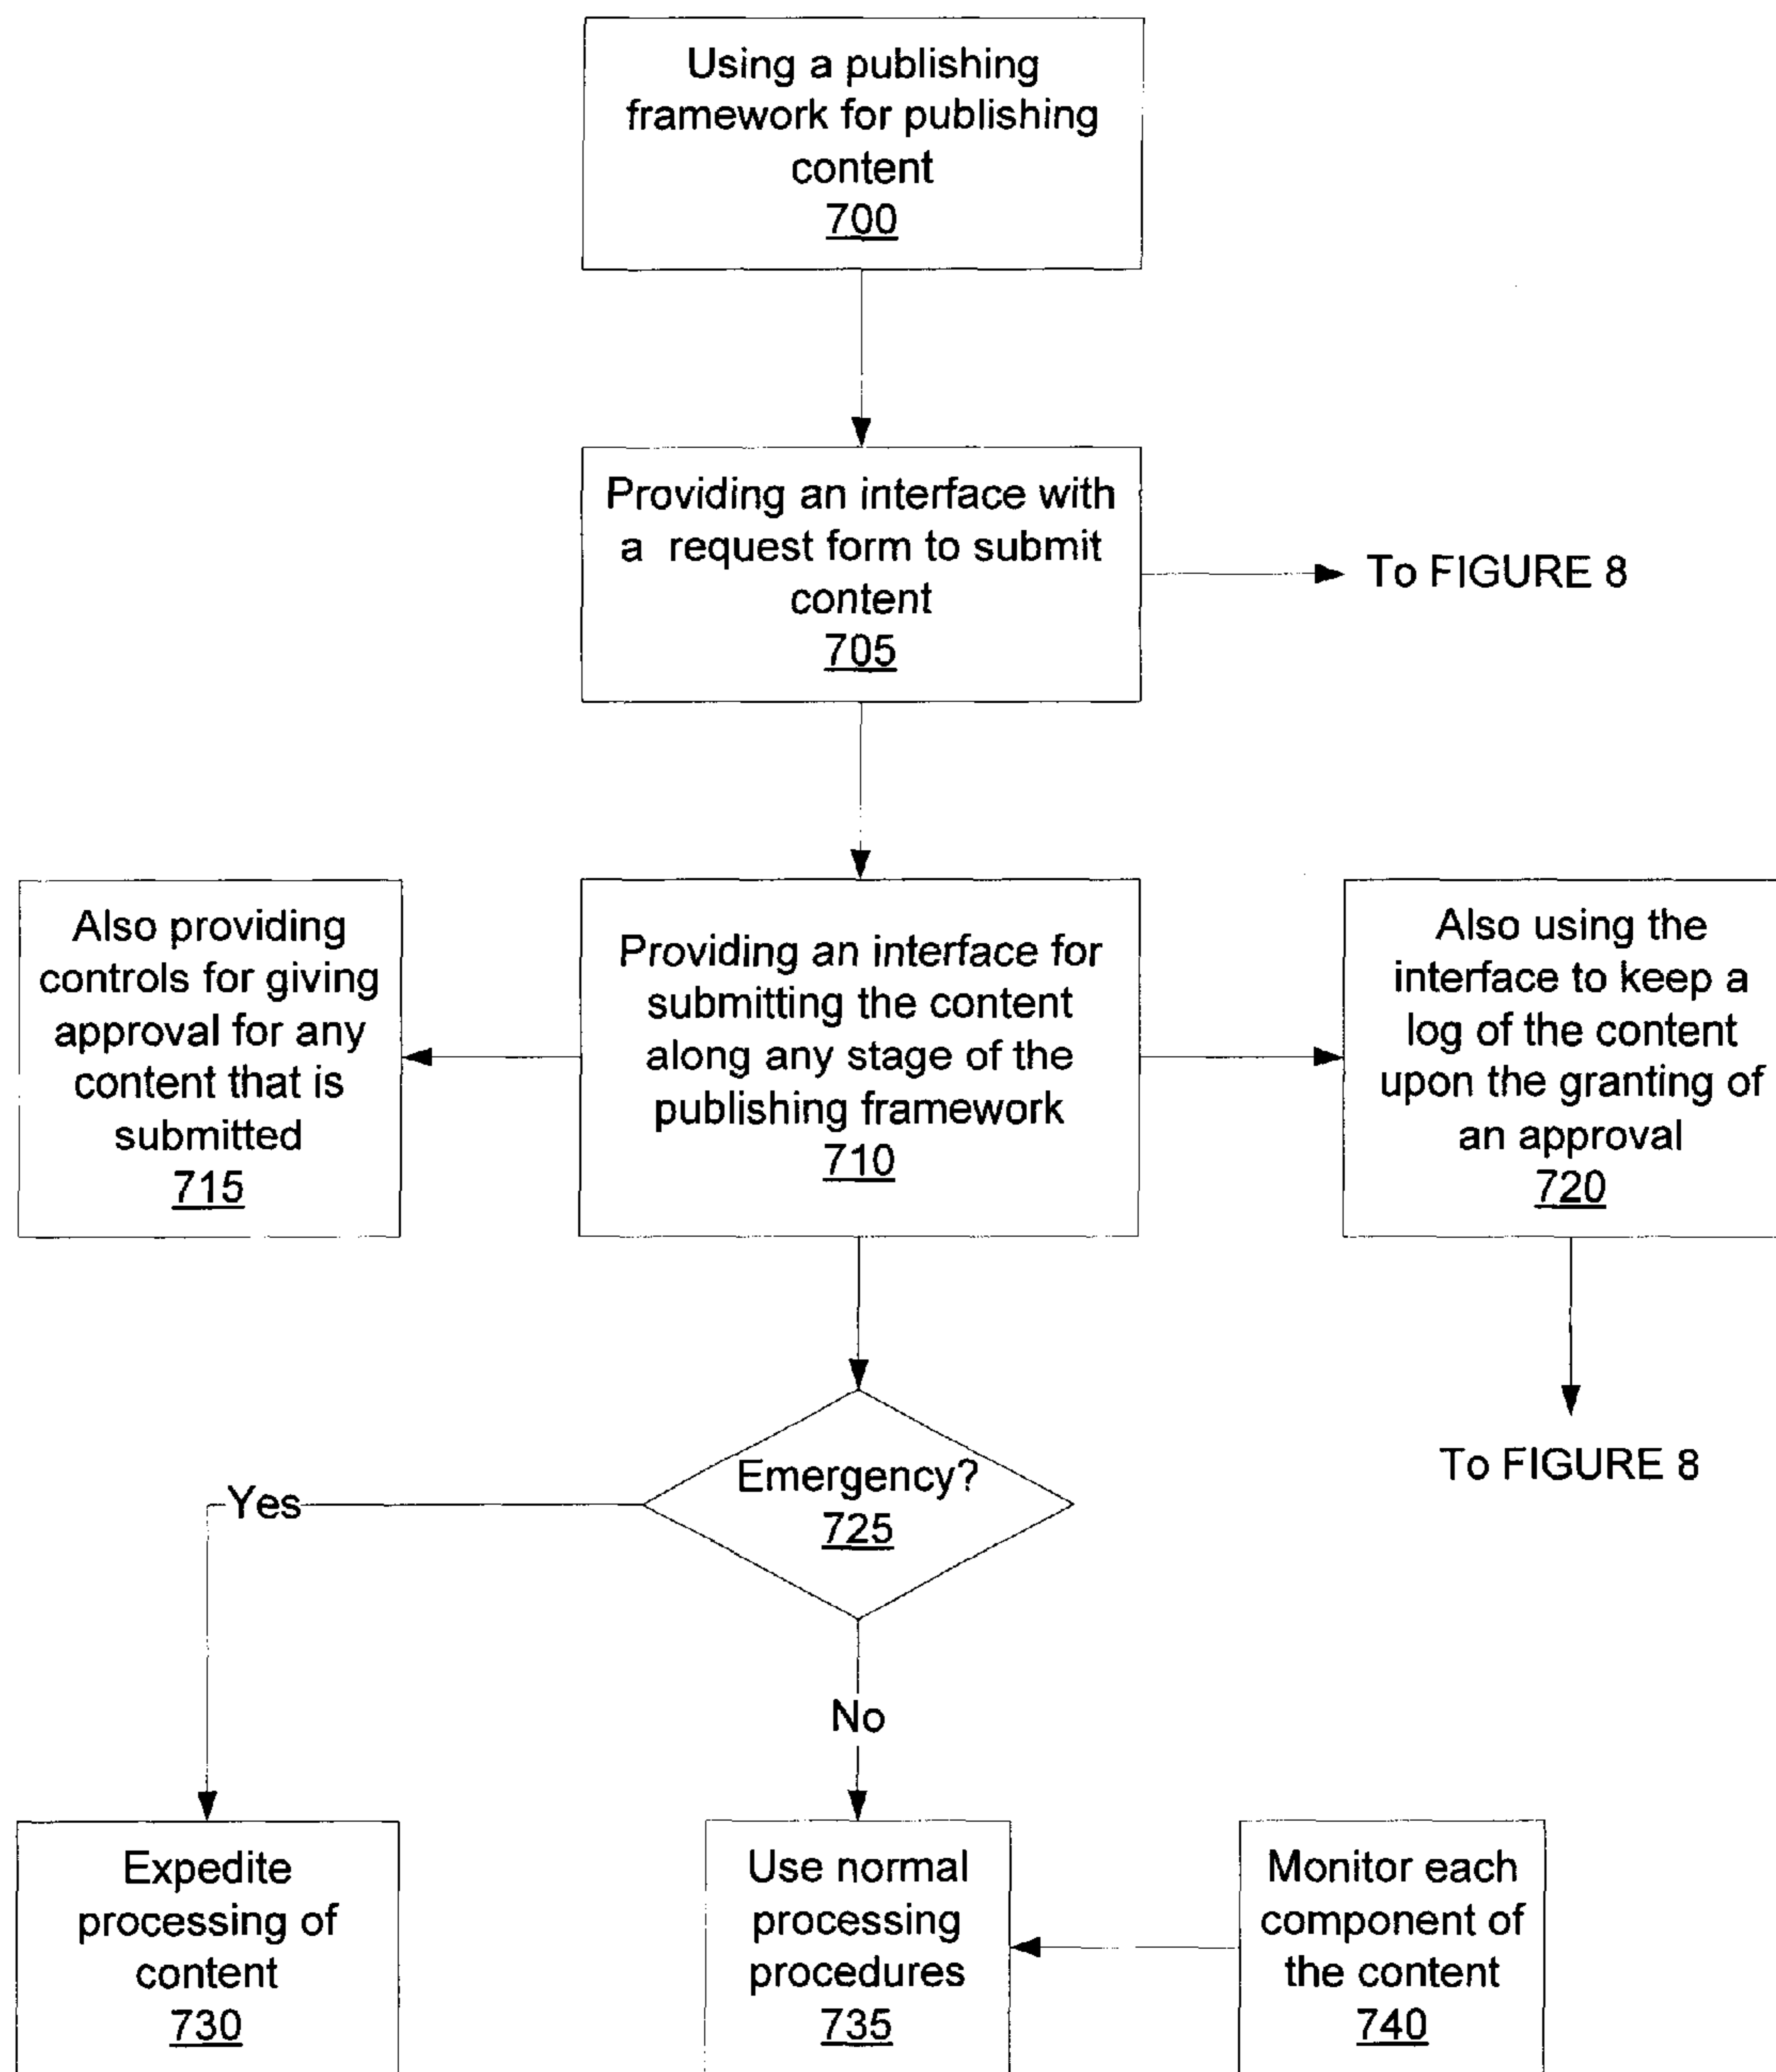 Using a publishing
framework for publishing
content
700
Providing an interface with
a request form to submit
content
705
To FIGURE 8
Also providing
controls for giving
approval for any
content that is
submitted
715
Providing an interface for
submitting the content
along any stage of the
publishing framework
710
Also using the
interface to keep a
log of the content
upon the granting of
an approval
720
To FIGURE 8
Emergency?
725
Yes
No
Expedite
processing of
content
730
Use normal
processing
procedures
735
Monitor each
component of
the content
740